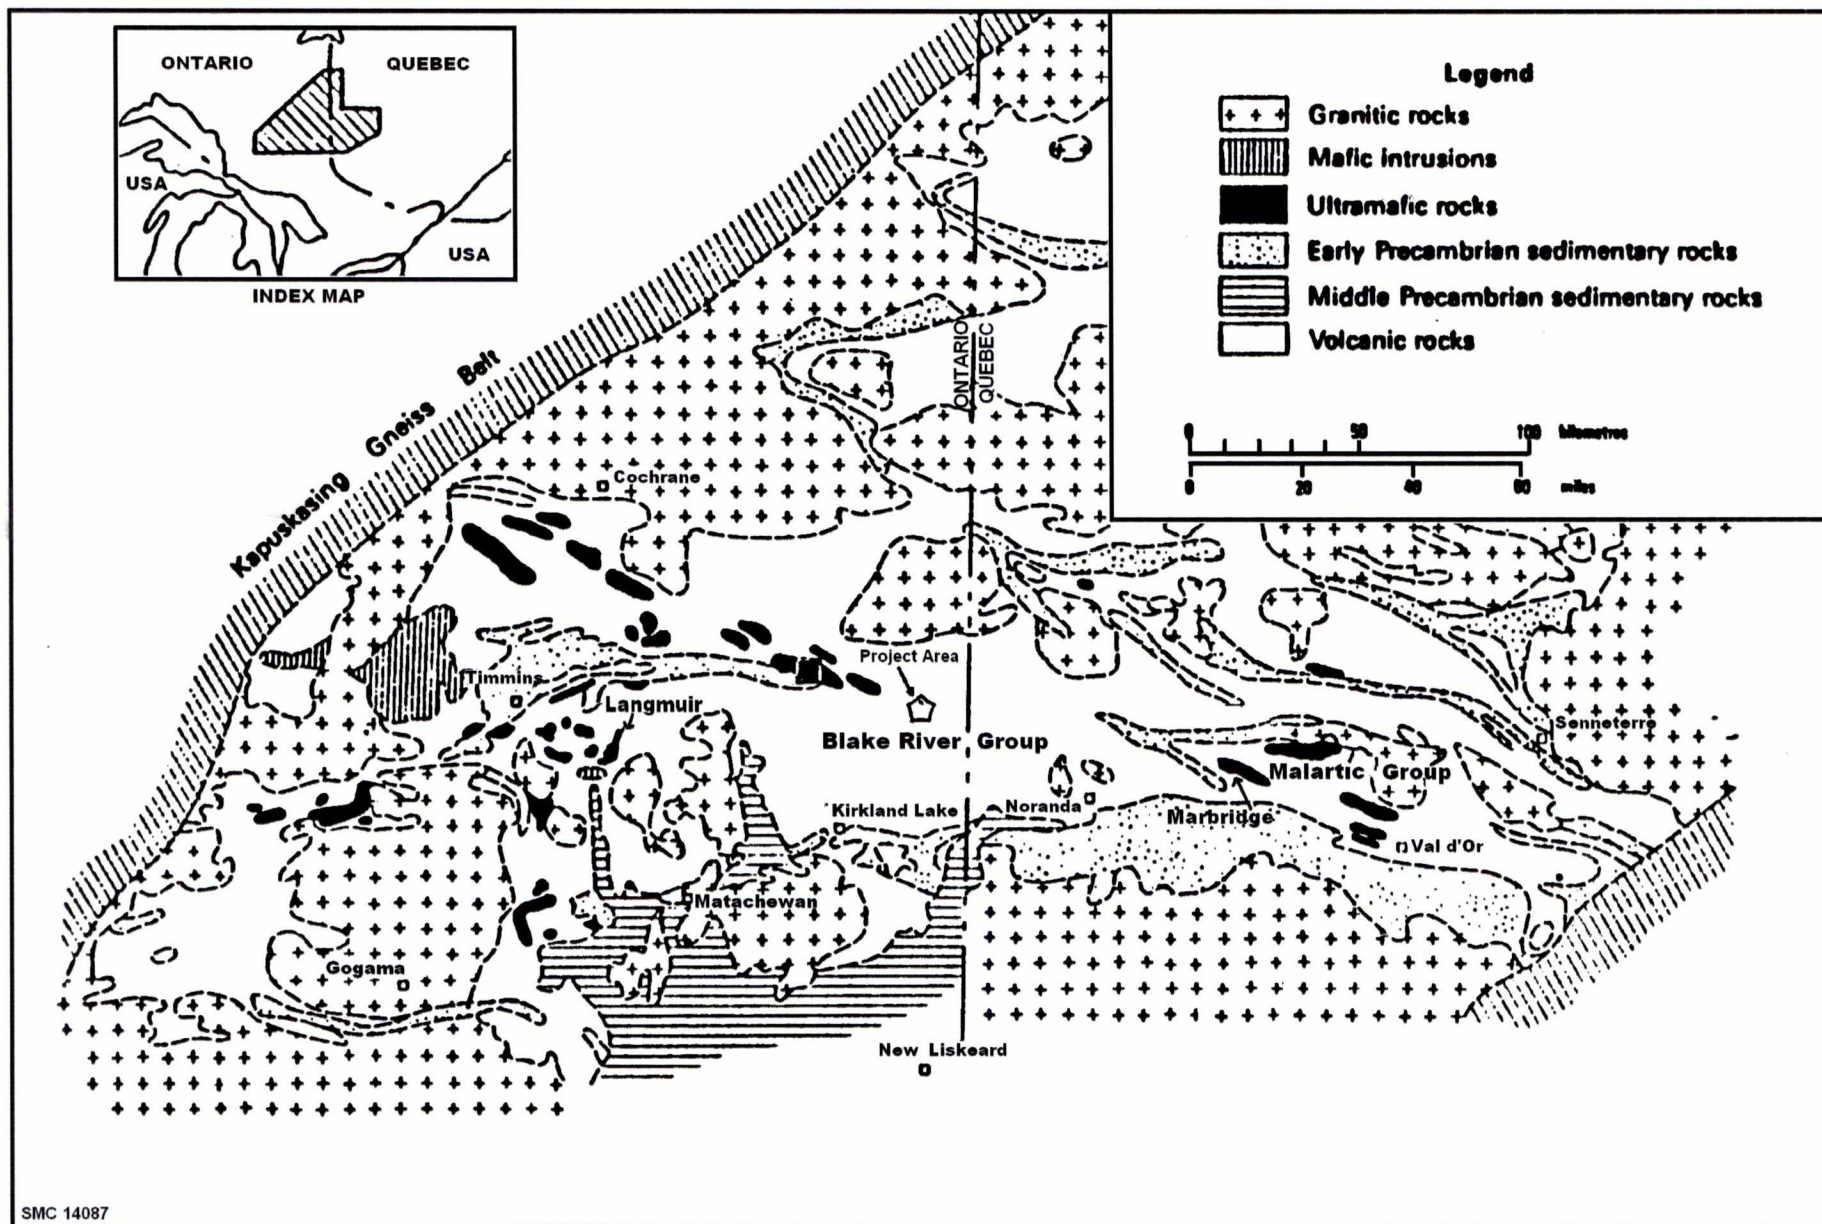 ONTARIO
QUEBEC
USA
USA
INDEX MAP
Legend
Granitic rocks
Mafic intrusions
Ultramafic rocks
Early Precambrian sedimentary rocks
Middle Precambrian sedimentary rocks
Volcanic rocks
0 50 100 kilometres
0 20 40 60 miles
Kapuskasing Gneiss Belt
ONTARIO
QUEBEC
Cochrane
Project Area
Timmins
Langmuir
Senneterre
Blake River Group
Malartic Group
Kirkland Lake
Noranda
Marbridge
Val d'Or
Matachewan
Gogama
New Liskeard
SMC 14087